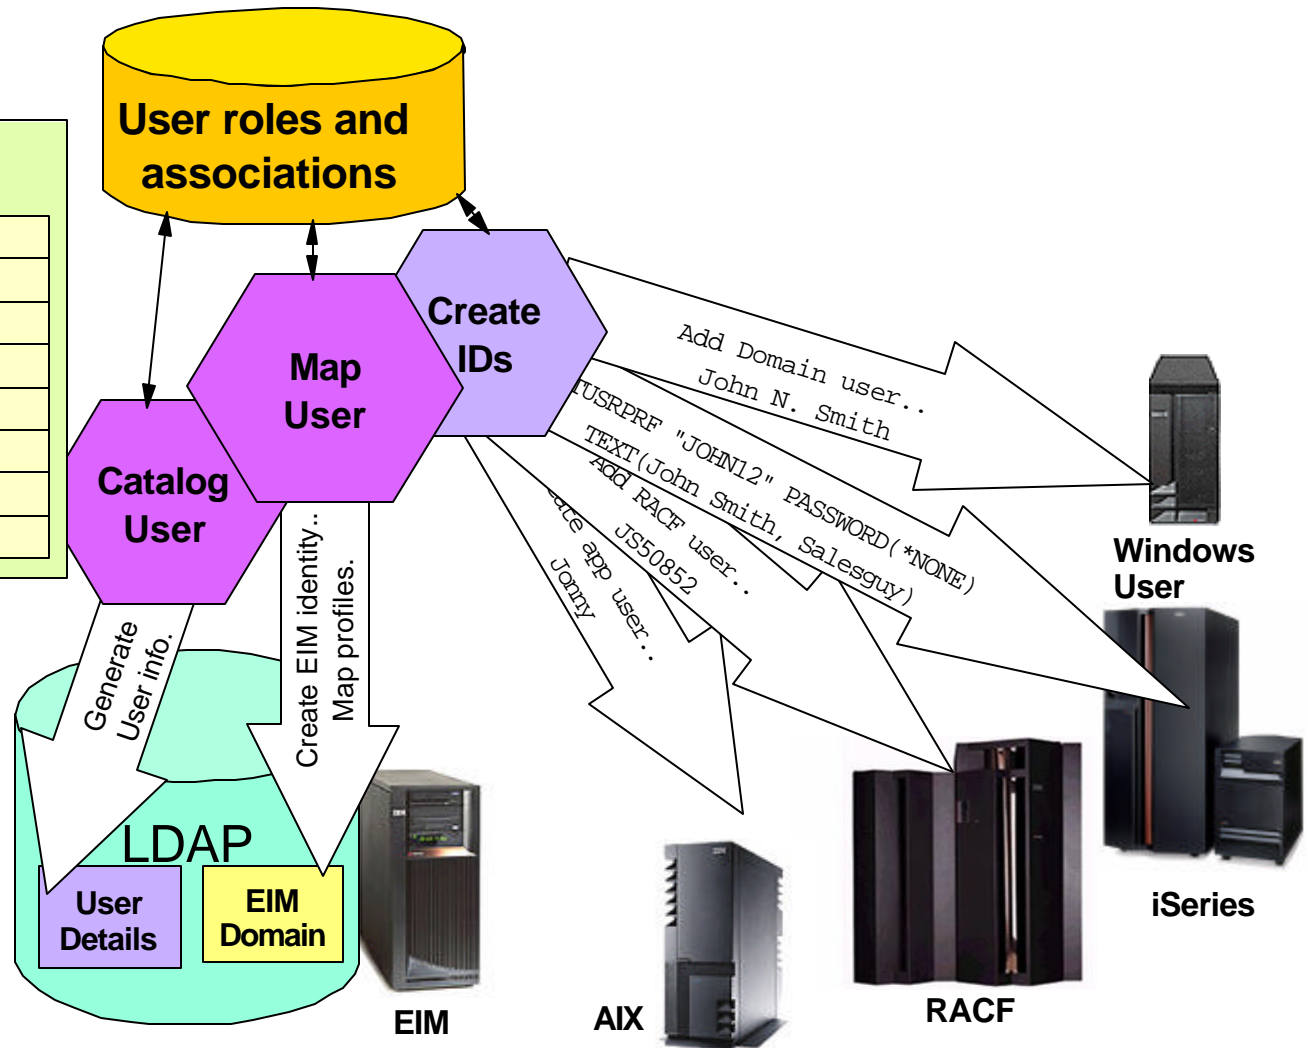 User roles and
associations
Create
IDs
Map
User
Catalog
User
Add Domain user..
John N. Smith
TUSRPRF "JOHN12" PASSWORD(*NONE)
TEXT(John Smith, Salesguy)
Add RACF user..
JS50852
ate app user...
Jonny
Create EIM identity..
Map profiles.
Generate
User info.
LDAP
User
Details
EIM
Domain
EIM
AIX
RACF
iSeries
Windows
User